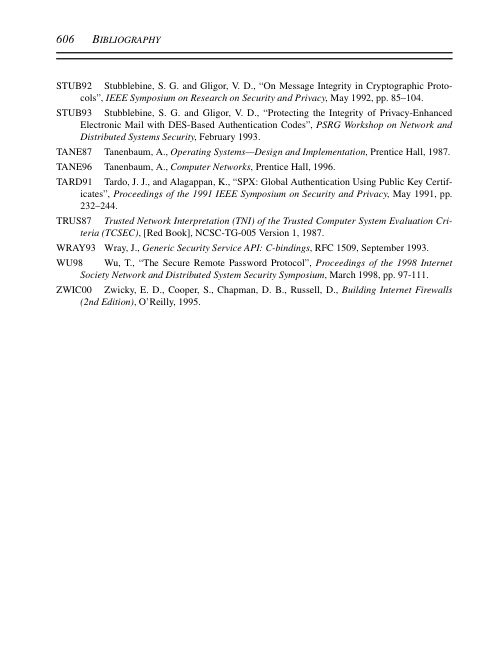 606 BIBLIOGRAPHY
STUB92 Stubblebine, S. G. and Gligor, V. D., “On Message Integrity in Cryptographic Proto-
cols”, IEEE Symposium on Research on Security and Privacy, May 1992, pp. 85–104.
STUB93 Stubblebine, S. G. and Gligor, V. D., “Protecting the Integrity of Privacy-Enhanced
Electronic Mail with DES-Based Authentication Codes”, PSRG Workshop on Network and
Distributed Systems Security, February 1993.
TANE87 Tanenbaum, A., Operating Systems—Design and Implementation, Prentice Hall, 1987.
TANE96 Tanenbaum, A., Computer Networks, Prentice Hall, 1996.
TARD91 Tardo, J. J., and Alagappan, K., “SPX: Global Authentication Using Public Key Certif-
icates”, Proceedings of the 1991 IEEE Symposium on Security and Privacy, May 1991, pp.
232–244.
TRUS87 Trusted Network Interpretation (TNI) of the Trusted Computer System Evaluation Cri-
teria (TCSEC), [Red Book], NCSC-TG-005 Version 1, 1987.
WRAY93 Wray, J., Generic Security Service API: C-bindings, RFC 1509, September 1993.
WU98 Wu, T., “The Secure Remote Password Protocol”, Proceedings of the 1998 Internet
Society Network and Distributed System Security Symposium, March 1998, pp. 97-111.
ZWIC00 Zwicky, E. D., Cooper, S., Chapman, D. B., Russell, D., Building Internet Firewalls
(2nd Edition), O’Reilly, 1995.